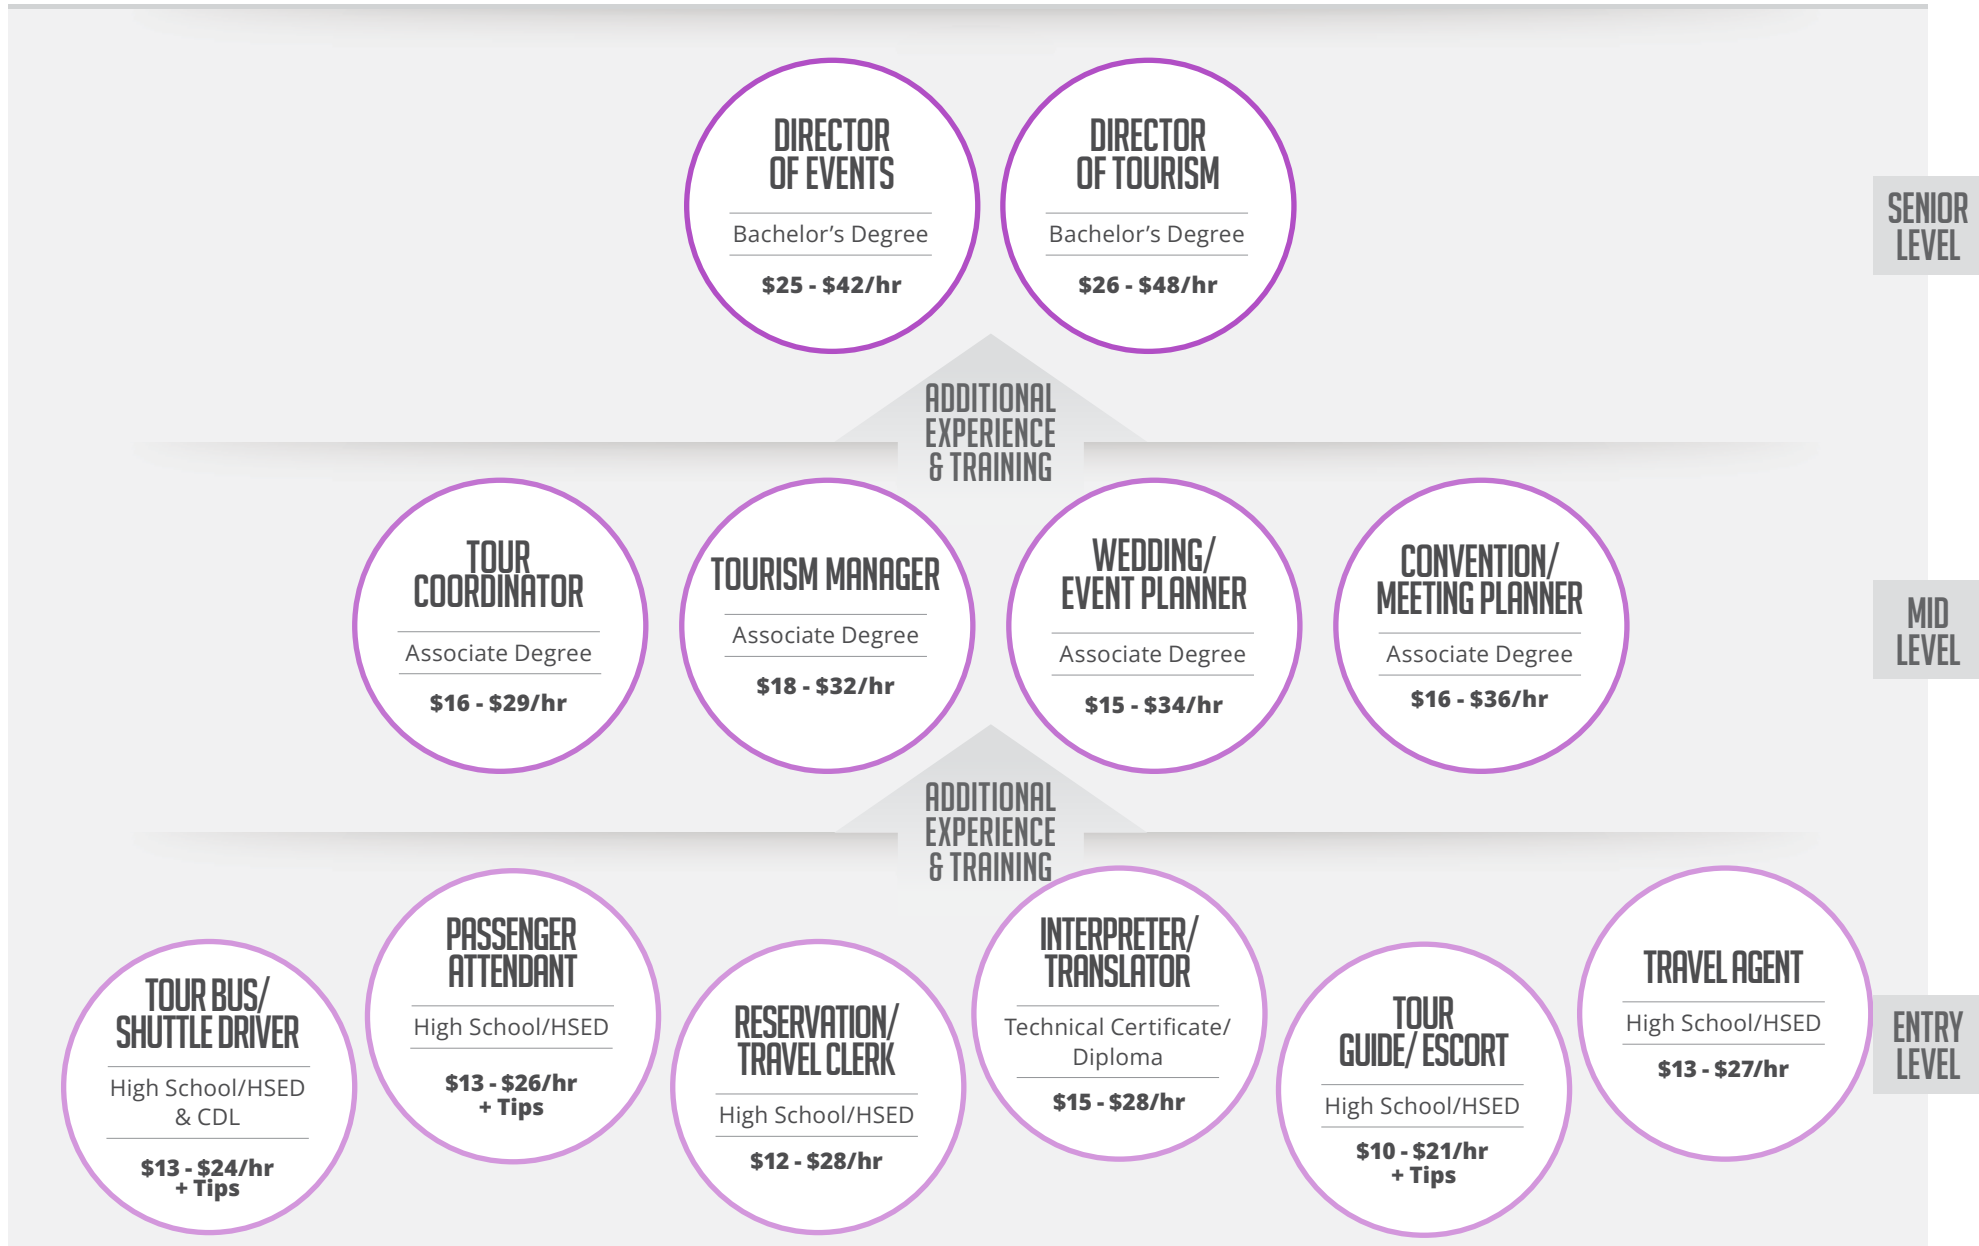 DIRECTOR
OF EVENTS
Bachelor’s Degree
$25 - $42/hr
DIRECTOR
OF TOURISM
Bachelor’s Degree
$26 - $48/hr
SENIOR
LEVEL
ADDITIONAL
EXPERIENCE
& TRAINING
TOUR
COORDINATOR
Associate Degree
$16 - $29/hr
TOURISM MANAGER
Associate Degree
$18 - $32/hr
WEDDING/
EVENT PLANNER
Associate Degree
$15 - $34/hr
CONVENTION/
MEETING PLANNER
Associate Degree
$16 - $36/hr
MID
LEVEL
ADDITIONAL
EXPERIENCE
& TRAINING
TOUR BUS/
SHUTTLE DRIVER
High School/HSED
& CDL
$13 - $24/hr
+ Tips
PASSENGER
ATTENDANT
High School/HSED
$13 - $26/hr
+ Tips
RESERVATION/
TRAVEL CLERK
High School/HSED
$12 - $28/hr
INTERPRETER/
TRANSLATOR
Technical Certificate/
Diploma
$15 - $28/hr
TOUR
GUIDE/ ESCORT
High School/HSED
$10 - $21/hr
+ Tips
TRAVEL AGENT
High School/HSED
$13 - $27/hr
ENTRY
LEVEL